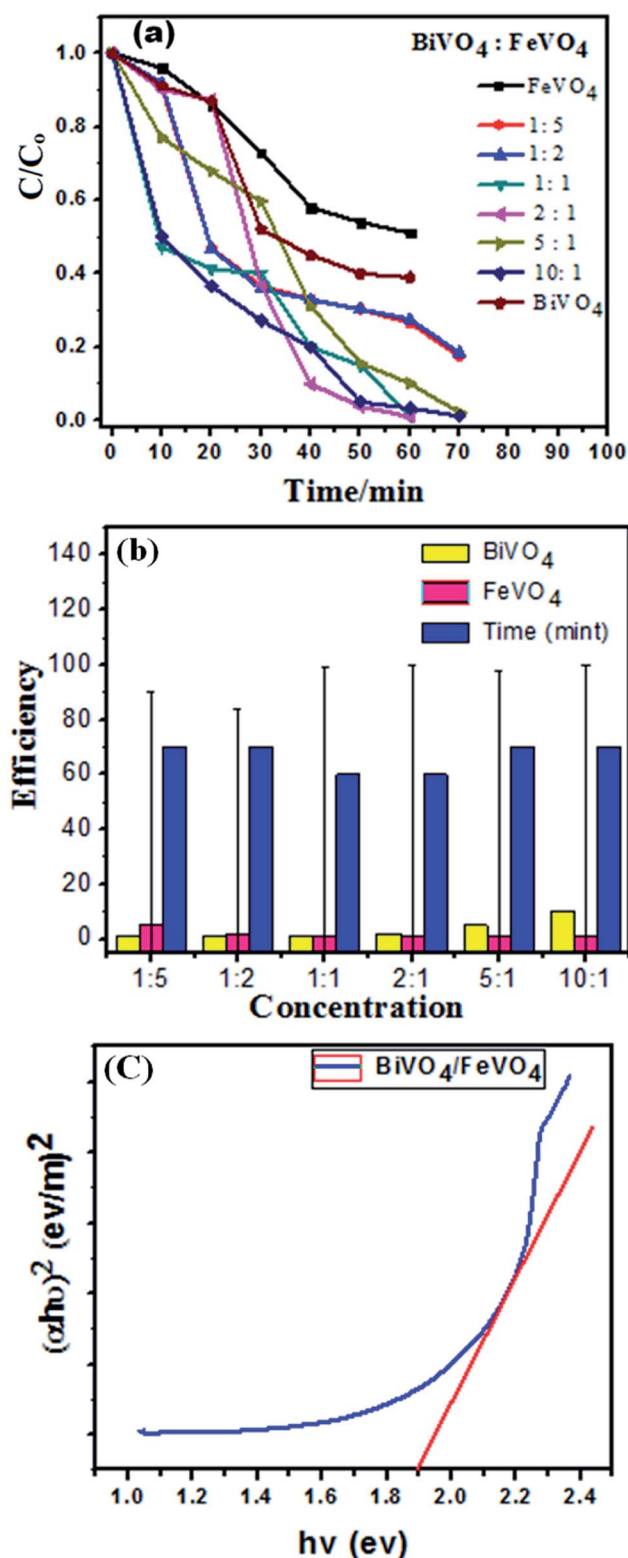 (a)
BiVO4 : FeVO4
FeVO4
1: 5
1: 2
1: 1
2 : 1
5 : 1
10: 1
BiVO4
C/Co
1.0
0.8
0.6
0.4
0.2
0.0
0 10 20 30 40 50 60 70 80 90 100
Time/min
(b)
BiVO4
FeVO4
Time (mint)
Efficiency
140
120
100
80
60
40
20
0
1:5 1:2 1:1 2:1 5:1 10:1
Concentration
(C)
BiVO4/FeVO4
(αhυ)2 (ev/m)2
1.0 1.2 1.4 1.6 1.8 2.0 2.2 2.4
hν (ev)